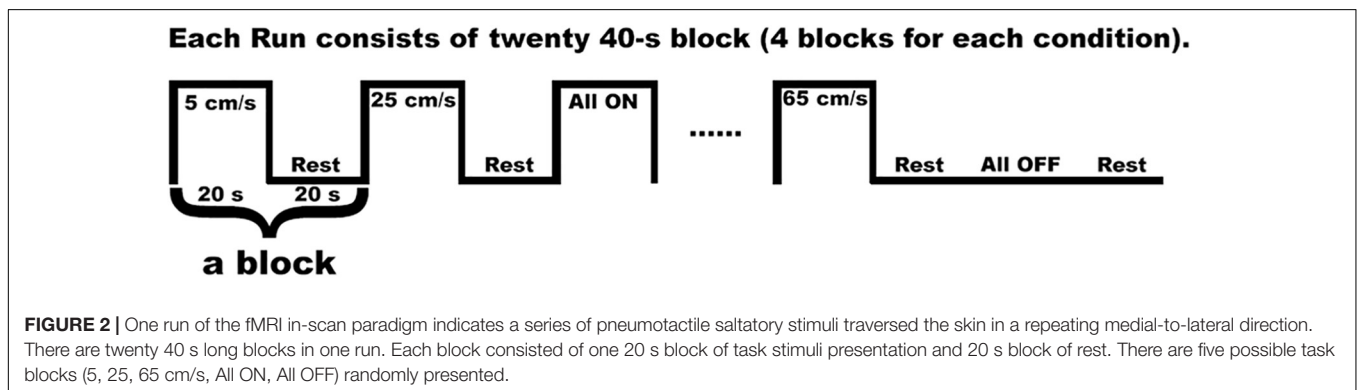 Each Run consists of twenty 40-s block (4 blocks for each condition).
5 cm/s
25 cm/s
All ON
......
65 cm/s
Rest
Rest
Rest
All OFF
Rest
20 s
20 s
a block
FIGURE 2 | One run of the fMRI in-scan paradigm indicates a series of pneumotactile saltatory stimuli traversed the skin in a repeating medial-to-lateral direction.
There are twenty 40 s long blocks in one run. Each block consisted of one 20 s block of task stimuli presentation and 20 s block of rest. There are five possible task
blocks (5, 25, 65 cm/s, All ON, All OFF) randomly presented.